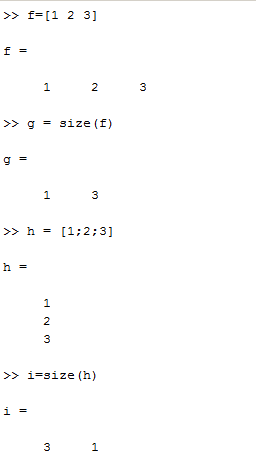 >> f=[1 2 3]
f =
1 2 3
>> g = size(f)
g =
1 3
>> h = [1;2;3]
h =
1
2
3
>> i=size(h)
i =
3 1